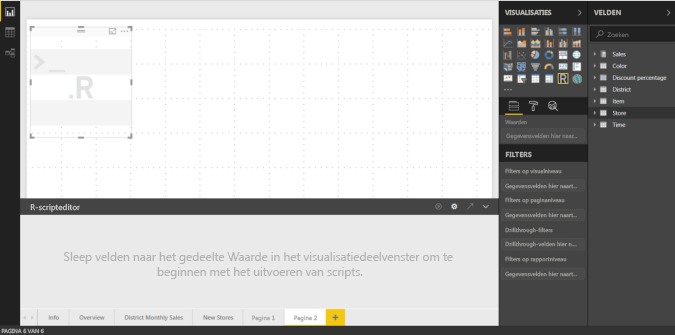 VISUALISATIES
VELDEN
Zoeken
Sales
Color
Discount percentage
District
Item
Store
Time
>_
.R
R
Waarden
Gegevensvelden hier naas...
FILTERS
Filters op visualniveau
Gegevensvelden hier naart...
Filters op paginaniveau
Gegevensvelden hier naart...
Drillthrough-filters
Drillthrough-velden hier n...
Filters op rapportniveau
Gegevensvelden hier naart...
R-scripteditor
Sleep velden naar het gedeelte Waarde in het visualisatiedeelvenster om te
beginnen met het uitvoeren van scripts.
Info
Overview
District Monthly Sales
New Stores
Pagina 1
Pagina 2
PAGINA 6 VAN 6